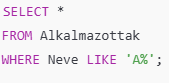 SELECT *
FROM Alkalmazottak
WHERE Neve LIKE 'A%';